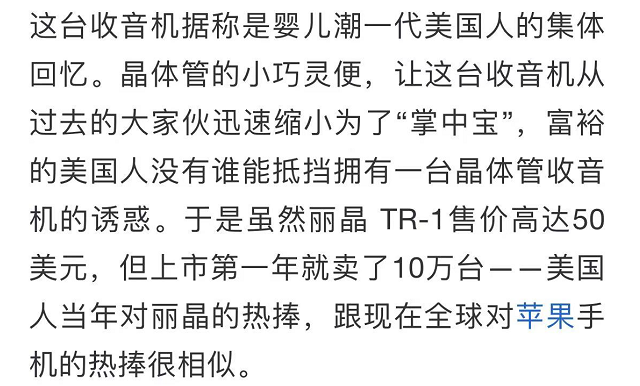 这台收音机据称是婴儿潮一代美国人的集体
回忆。晶体管的小巧灵便，让这台收音机从
过去的大家伙迅速缩小为了“掌中宝”，富裕
的美国人没有谁能抵挡拥有一台晶体管收音
机的诱惑。于是虽然丽晶 TR-1售价高达50
美元，但上市第一年就卖了10万台——美国
人当年对丽晶的热捧，跟现在全球对苹果手
机的热捧很相似。